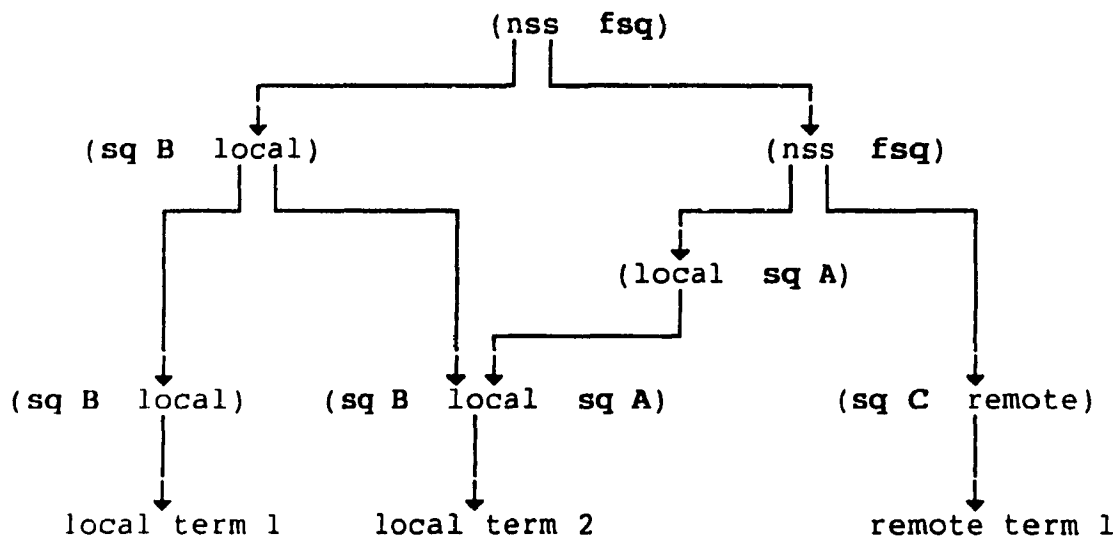 (nss fsq)
(sq B local) (nss fsq)
(local sq A)
(sq B local) (sq B local sq A) (sq C remote)
local term 1 local term 2 remote term 1